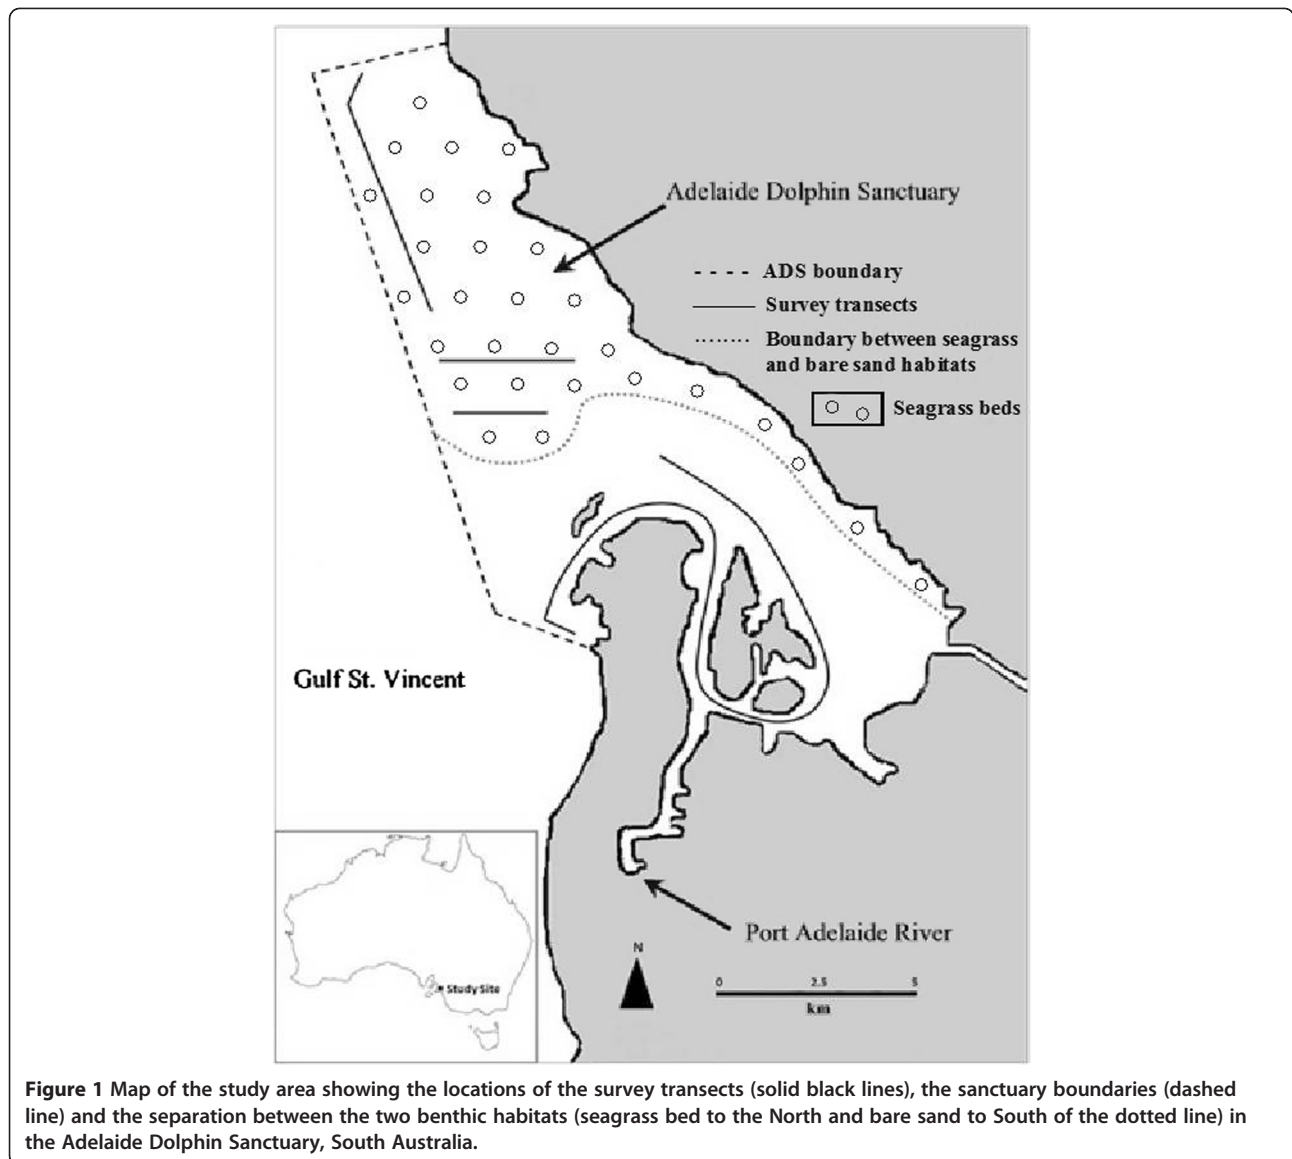 Adelaide Dolphin Sanctuary
ADS boundary
Survey transects
Boundary between seagrass
and bare sand habitats
Seagrass beds
Gulf St. Vincent
Port Adelaide River
N
0 2.5 5
km
Study Site
Figure 1 Map of the study area showing the locations of the survey transects (solid black lines), the sanctuary boundaries (dashed
line) and the separation between the two benthic habitats (seagrass bed to the North and bare sand to South of the dotted line) in
the Adelaide Dolphin Sanctuary, South Australia.